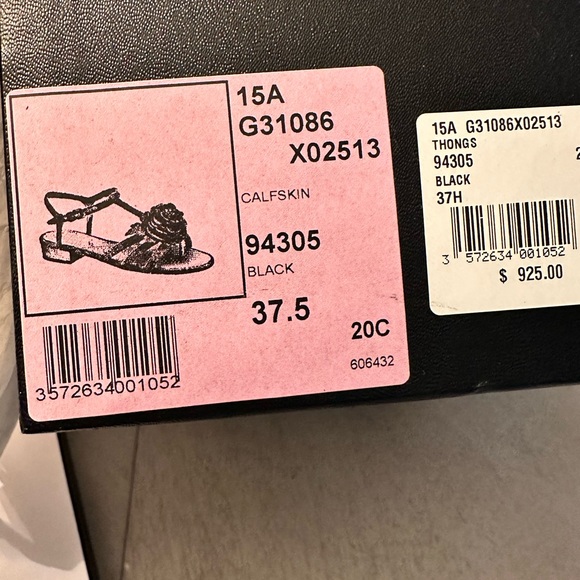 15A
G31086
X02513
CALFSKIN
94305
BLACK
37.5
20C
606432
3572634001052
15A G31086X02513
THONGS
94305
BLACK
37H
3 572634 001052
$ 925.00